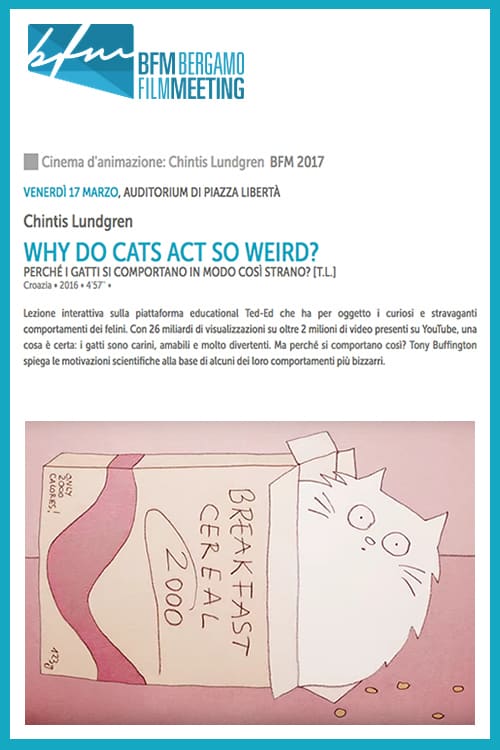 bfm
BFM BERGAMO
FILM MEETING
Cinema d'animazione: Chintis Lundgren BFM 2017
VENERDÌ 17 MARZO, AUDITORIUM DI PIAZZA LIBERTÀ
Chintis Lundgren
WHY DO CATS ACT SO WEIRD?
PERCHÉ I GATTI SI COMPORTANO IN MODO COSÌ STRANO? [T.L.]
Croazia • 2016 • 4'57'' •
Lezione interattiva sulla piattaforma educational Ted-Ed che ha per oggetto i curiosi e stravaganti
comportamenti dei felini. Con 26 miliardi di visualizzazioni su oltre 2 milioni di video presenti su YouTube, una
cosa è certa: i gatti sono carini, amabili e molto divertenti. Ma perché si comportano così? Tony Buffington
spiega le motivazioni scientifiche alla base di alcuni dei loro comportamenti più bizzarri.
ONLY
2000
CALORIES!
BREAKFAST
CEREAL
2000
123g